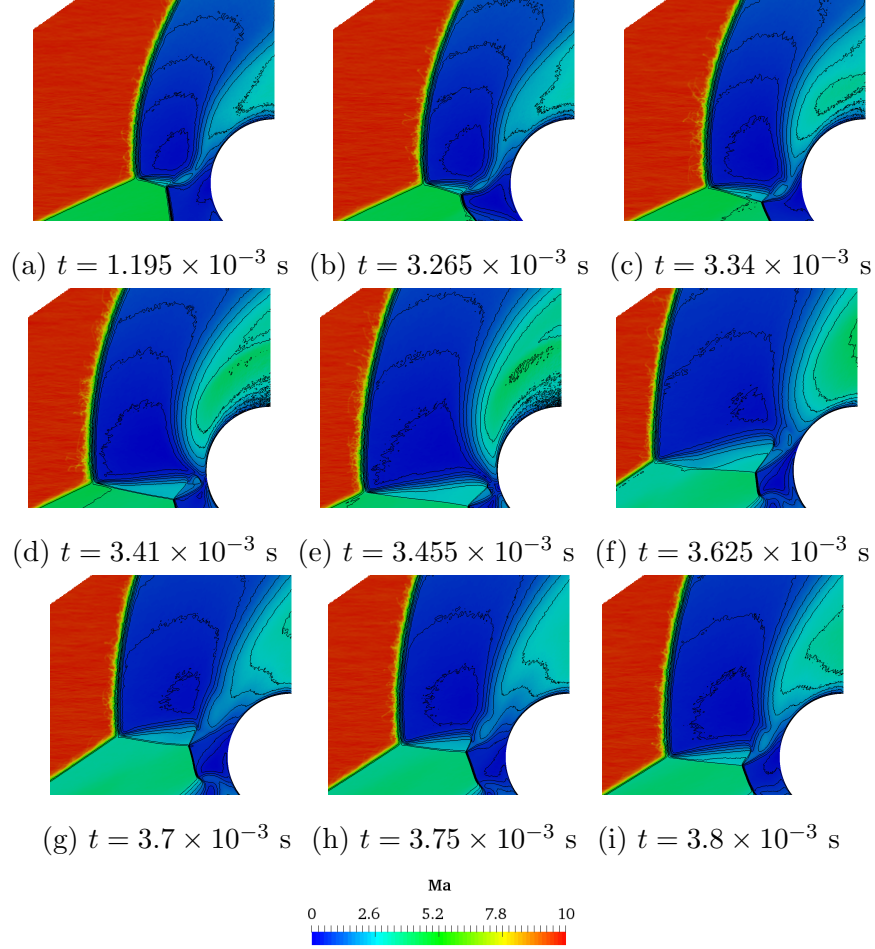 (a) t = 1.195 × 10⁻³ s (b) t = 3.265 × 10⁻³ s (c) t = 3.34 × 10⁻³ s
(d) t = 3.41 × 10⁻³ s (e) t = 3.455 × 10⁻³ s (f) t = 3.625 × 10⁻³ s
(g) t = 3.7 × 10⁻³ s (h) t = 3.75 × 10⁻³ s (i) t = 3.8 × 10⁻³ s
Ma
0 2.6 5.2 7.8 10